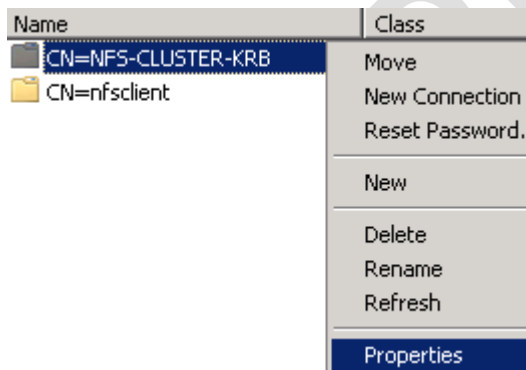 Name Class
CN=NFS-CLUSTER-KRB
CN=nfsclient
Move
New Connection
Reset Password.
New
Delete
Rename
Refresh
Properties